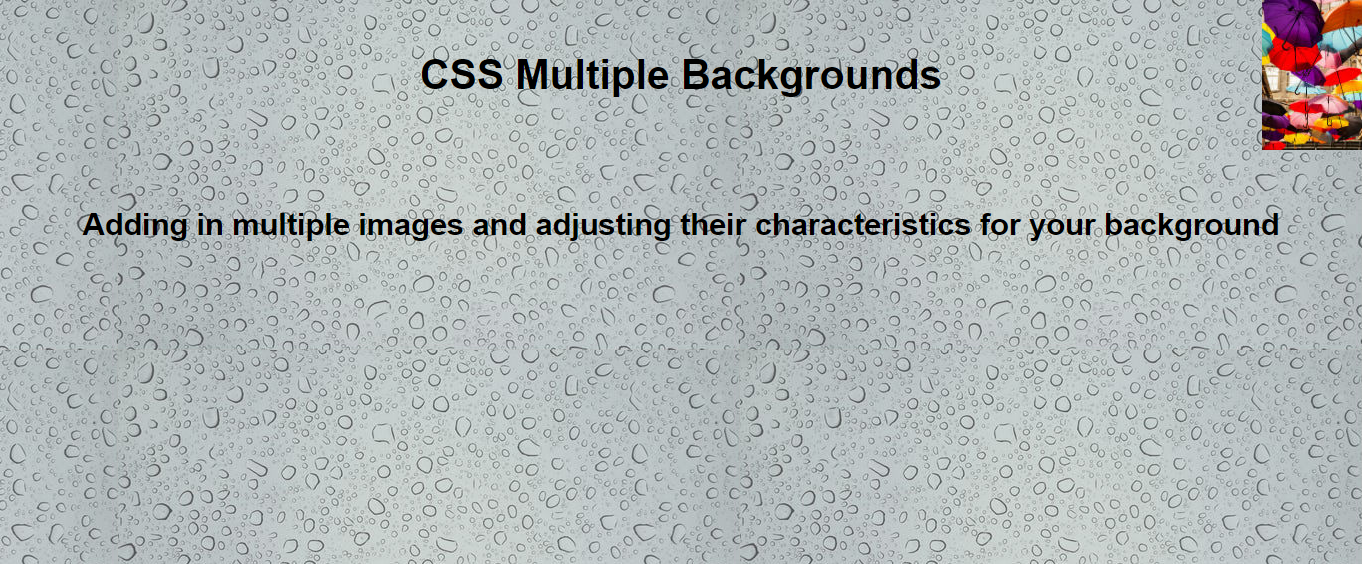 CSS Multiple Backgrounds
Adding in multiple images and adjusting their characteristics for your background